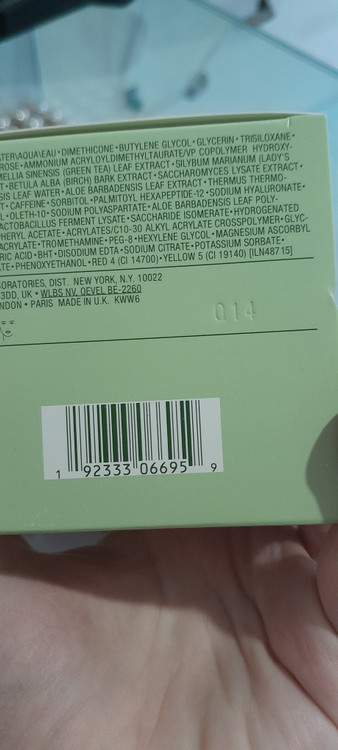 ATER\AQUA\EAU • DIMETHICONE • BUTYLENE GLYCOL • GLYCERIN • TRISILOXANE •
ROSE • AMMONIUM ACRYLOYLDIMETHYLTAURATE/VP COPOLYMER HYDROXY-
MELLIA SINENSIS (GREEN TEA) LEAF EXTRACT • SILYBUM MARIANUM (LADY'S
T • BETULA ALBA (BIRCH) BARK EXTRACT • SACCHAROMYCES LYSATE EXTRACT •
SIS LEAF WATER • ALOE BARBADENSIS LEAF EXTRACT • THERMUS THERMO-
T • CAFFEINE • SORBITOL • PALMITOYL HEXAPEPTIDE-12 • SODIUM HYALURONATE •
L • OLETH-10 • SODIUM POLYASPARTATE • ALOE BARBADENSIS LEAF POLY-
ACTOBACILLUS FERMENT LYSATE • SACCHARIDE ISOMERATE • HYDROGENATED
PHERYL ACETATE • ACRYLATES/C10-30 ALKYL ACRYLATE CROSSPOLYMER • GLYC-
ACRYLATE • TROMETHAMINE • PEG-8 • HEXYLENE GLYCOL • MAGNESIUM ASCORBYL
RIC ACID • BHT • DISODIUM EDTA • SODIUM CITRATE • POTASSIUM SORBATE •
TE • PHENOXYETHANOL • RED 4 (CI 14700) • YELLOW 5 (CI 19140) [ILN48715]
ORATORIES, DIST. NEW YORK, N.Y. 10022
3DD, UK • WLBS NV. OEVEL BE-2260
NDON • PARIS MADE IN U.K. KWW6
014
1 92333 06695 9